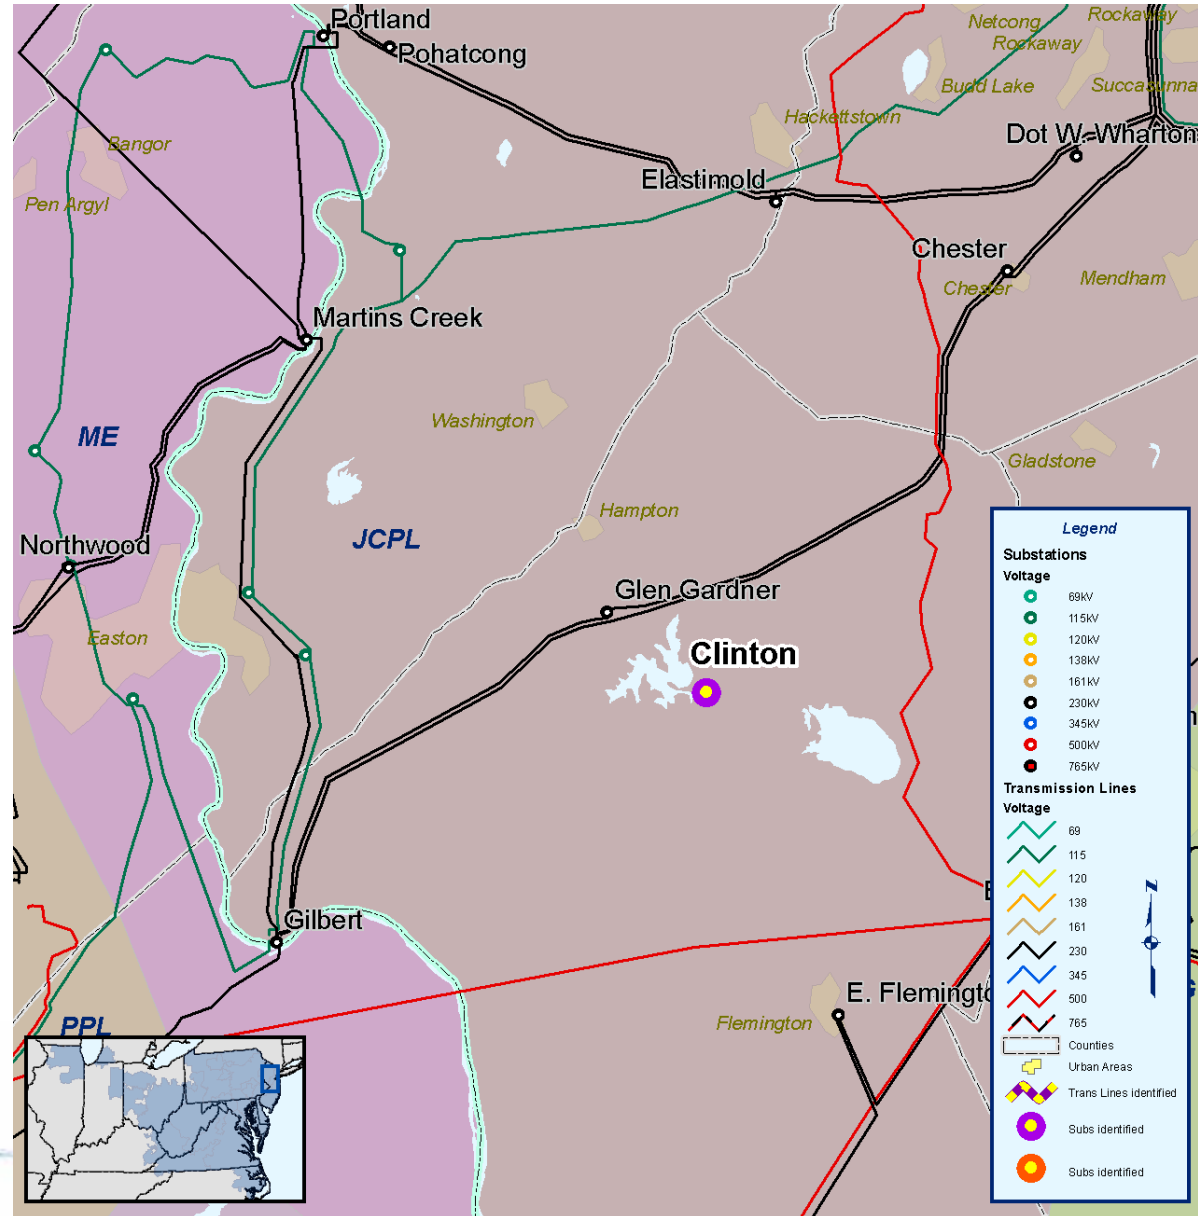 Portland
Pohatcong
Netcong
Rockaway
Rockaway
Budd Lake
Succasunna
Hackettstown
Dot W. Wharton
Bangor
Pen Argyl
Elastimold
Chester
Chester
Mendham
Martins Creek
Washington
ME
Gladstone
Hampton
JCPL
Northwood
Glen Gardner
Easton
Clinton
Gilbert
E. Flemingto
Flemington
PPL
Legend
Substations
Voltage
69kV
115kV
120kV
138kV
161kV
230kV
345kV
500kV
765kV
Transmission Lines
Voltage
69
115
120
138
161
230
345
500
765
Counties
Urban Areas
Trans Lines identified
Subs identified
Subs identified
N